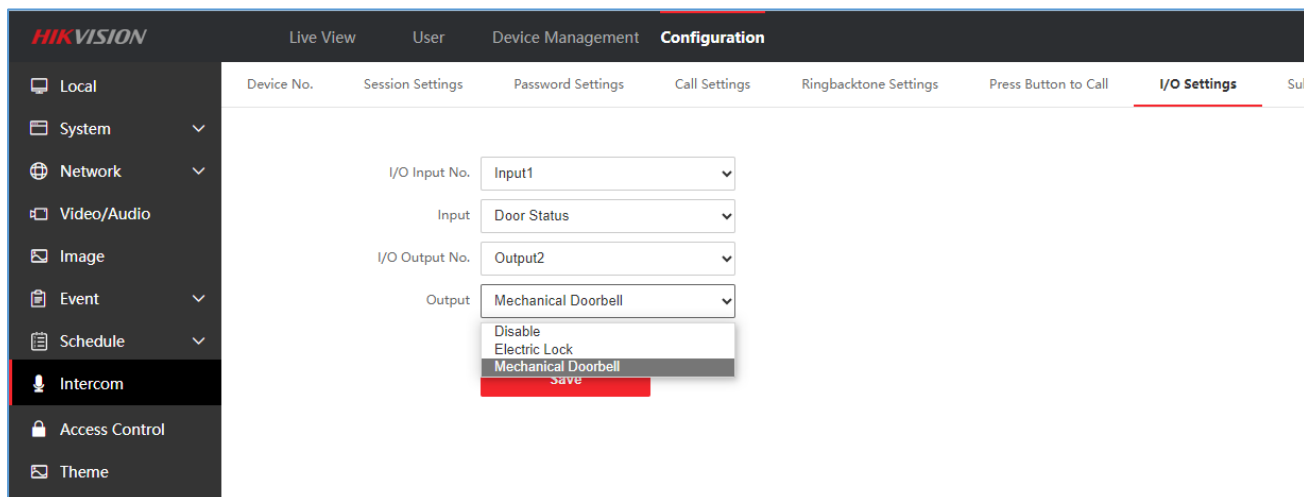 HIKVISION
Live View User Device Management Configuration
Local
System
Network
Video/Audio
Image
Event
Schedule
Intercom
Access Control
Theme
Device No. Session Settings Password Settings Call Settings Ringbacktone Settings Press Button to Call I/O Settings
I/O Input No. Input1
Input Door Status
I/O Output No. Output2
Output Mechanical Doorbell
Disable
Electric Lock
Mechanical Doorbell
Save